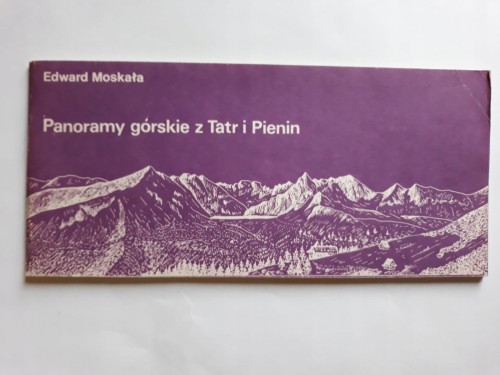 Edward Moskała
Panoramy górskie z Tatr i Pienin